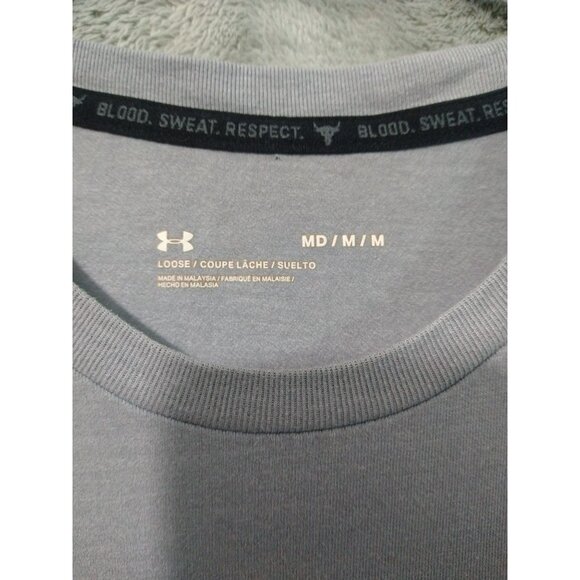 BLOOD. SWEAT. RESPECT. BLOOD. SWEAT. RES
MD / M / M
LOOSE / COUPE LÂCHE / SUELTO
MADE IN MALAYSIA / FABRIQUÉ EN MALAISIE /
HECHO EN MALASIA